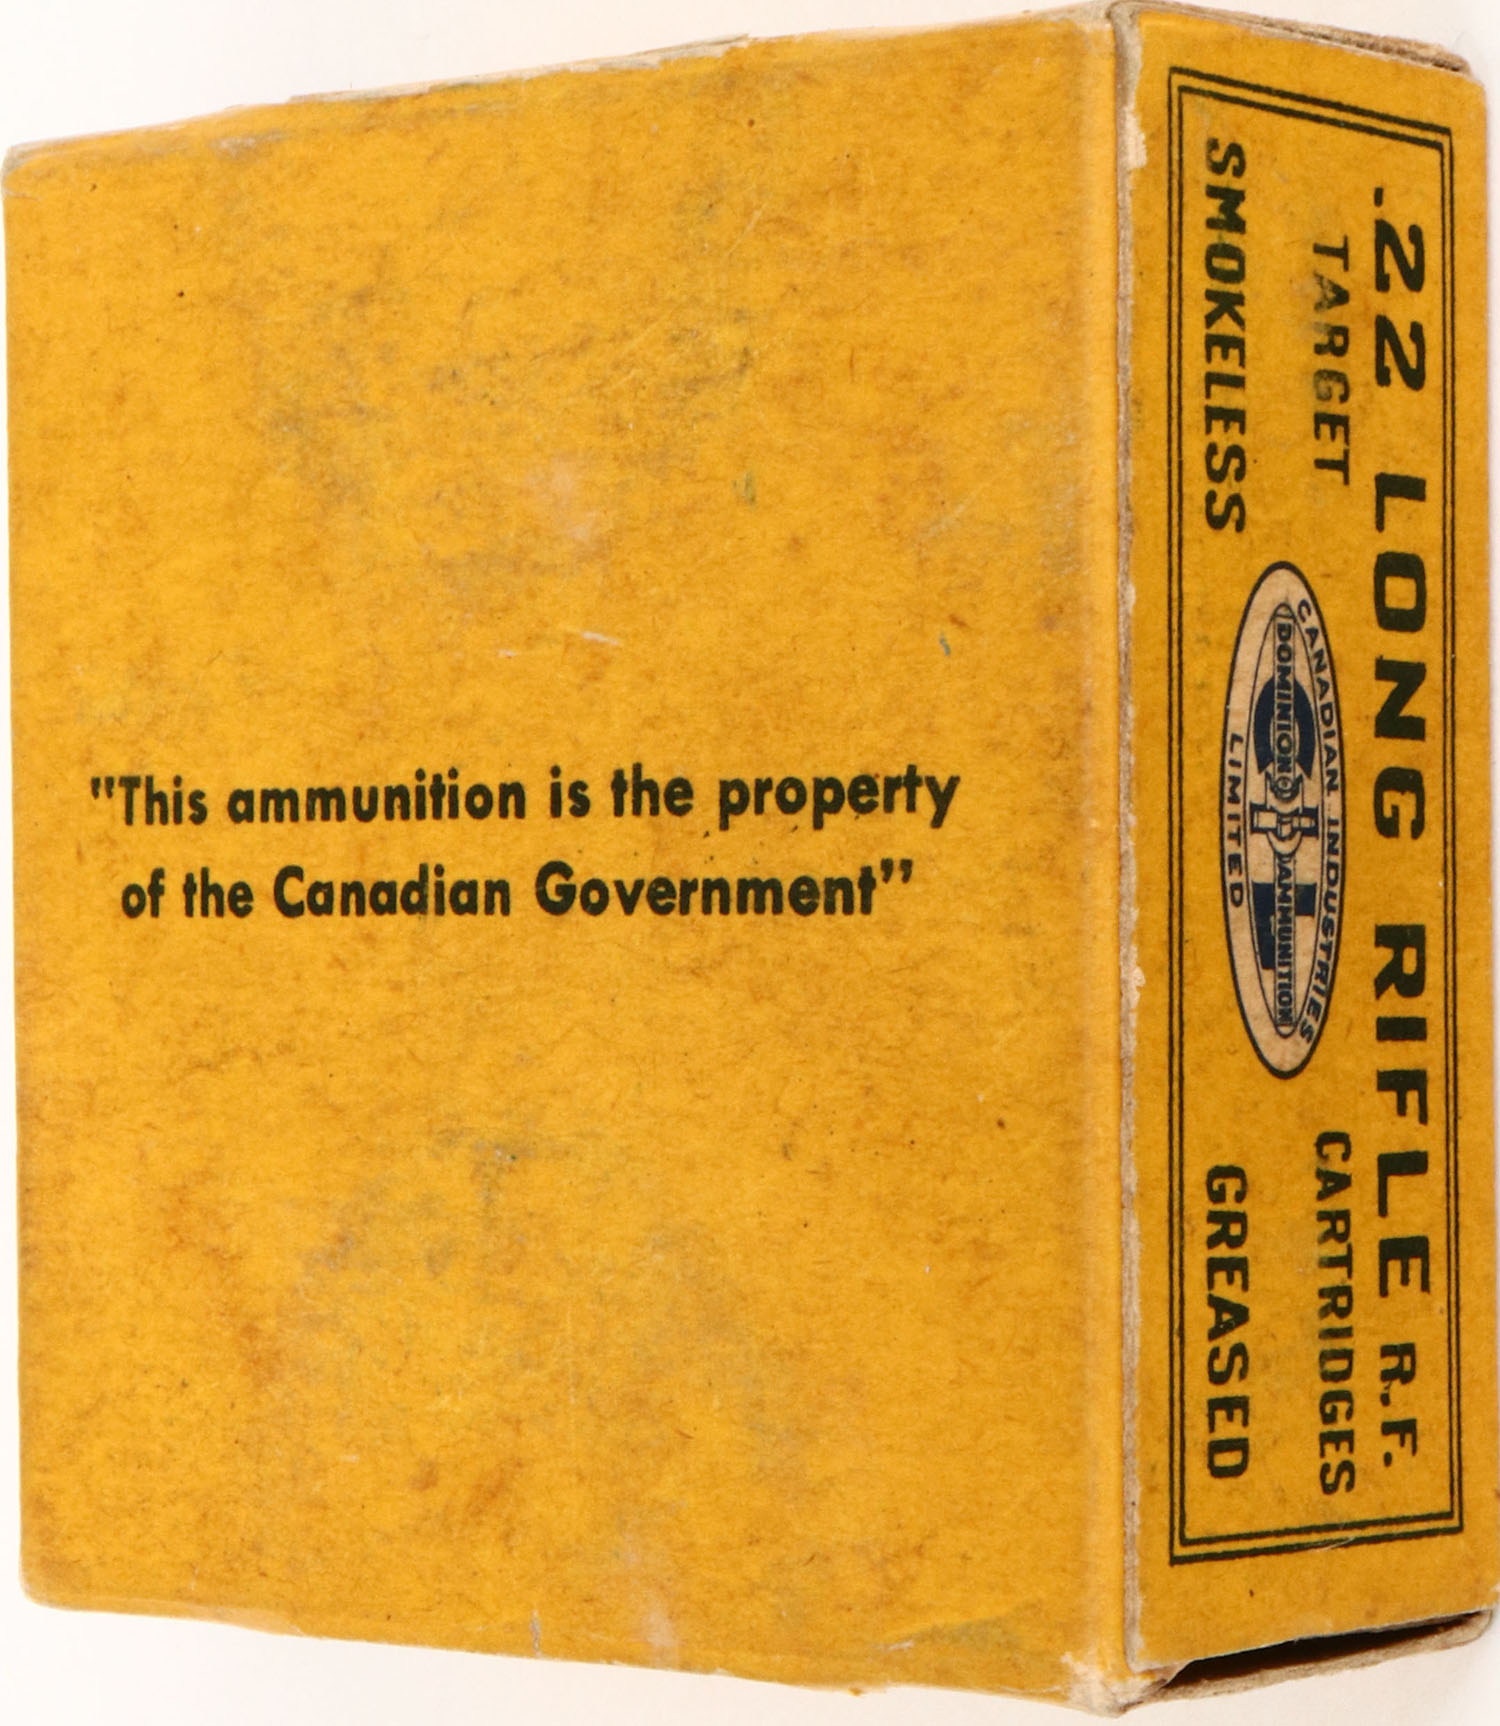 "This ammunition is the property
of the Canadian Government"
.22 LONG RIFLE R.F.
TARGET CARTRIDGES
SMOKELESS GREASED
CANADIAN INDUSTRIES
DOMINION AMMUNITION
LIMITED
CIL